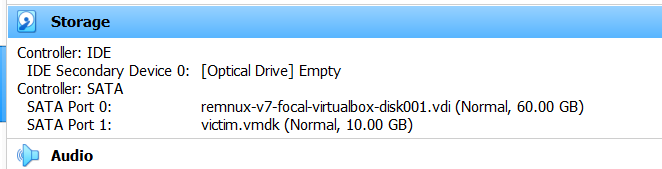 Storage
Controller: IDE
IDE Secondary Device 0: [Optical Drive] Empty
Controller: SATA
SATA Port 0: remnux-v7-focal-virtualbox-disk001.vdi (Normal, 60.00 GB)
SATA Port 1: victim.vmdk (Normal, 10.00 GB)
Audio